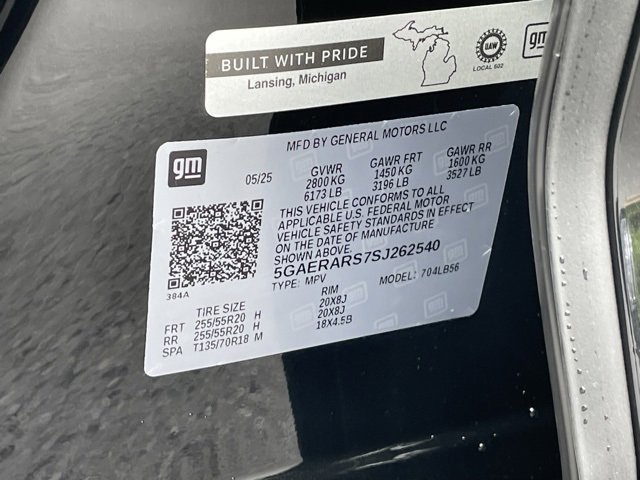 BUILT WITH PRIDE
Lansing, Michigan
UAW
LOCAL 602
gm
MFD BY GENERAL MOTORS LLC
gm
05/25
GVWR GAWR FRT GAWR RR
2800 KG 1450 KG 1600 KG
6173 LB 3196 LB 3527 LB
THIS VEHICLE CONFORMS TO ALL
APPLICABLE U.S. FEDERAL MOTOR
VEHICLE SAFETY STANDARDS IN EFFECT
ON THE DATE OF MANUFACTURE
SHOWN ABOVE.
5GAERARS7SJ262540
TYPE: MPV MODEL: 704LB56
384A
TIRE SIZE RIM
FRT 255/55R20 H 20X8J
RR 255/55R20 H 20X8J
SPA T135/70R18 M 18X4.5B